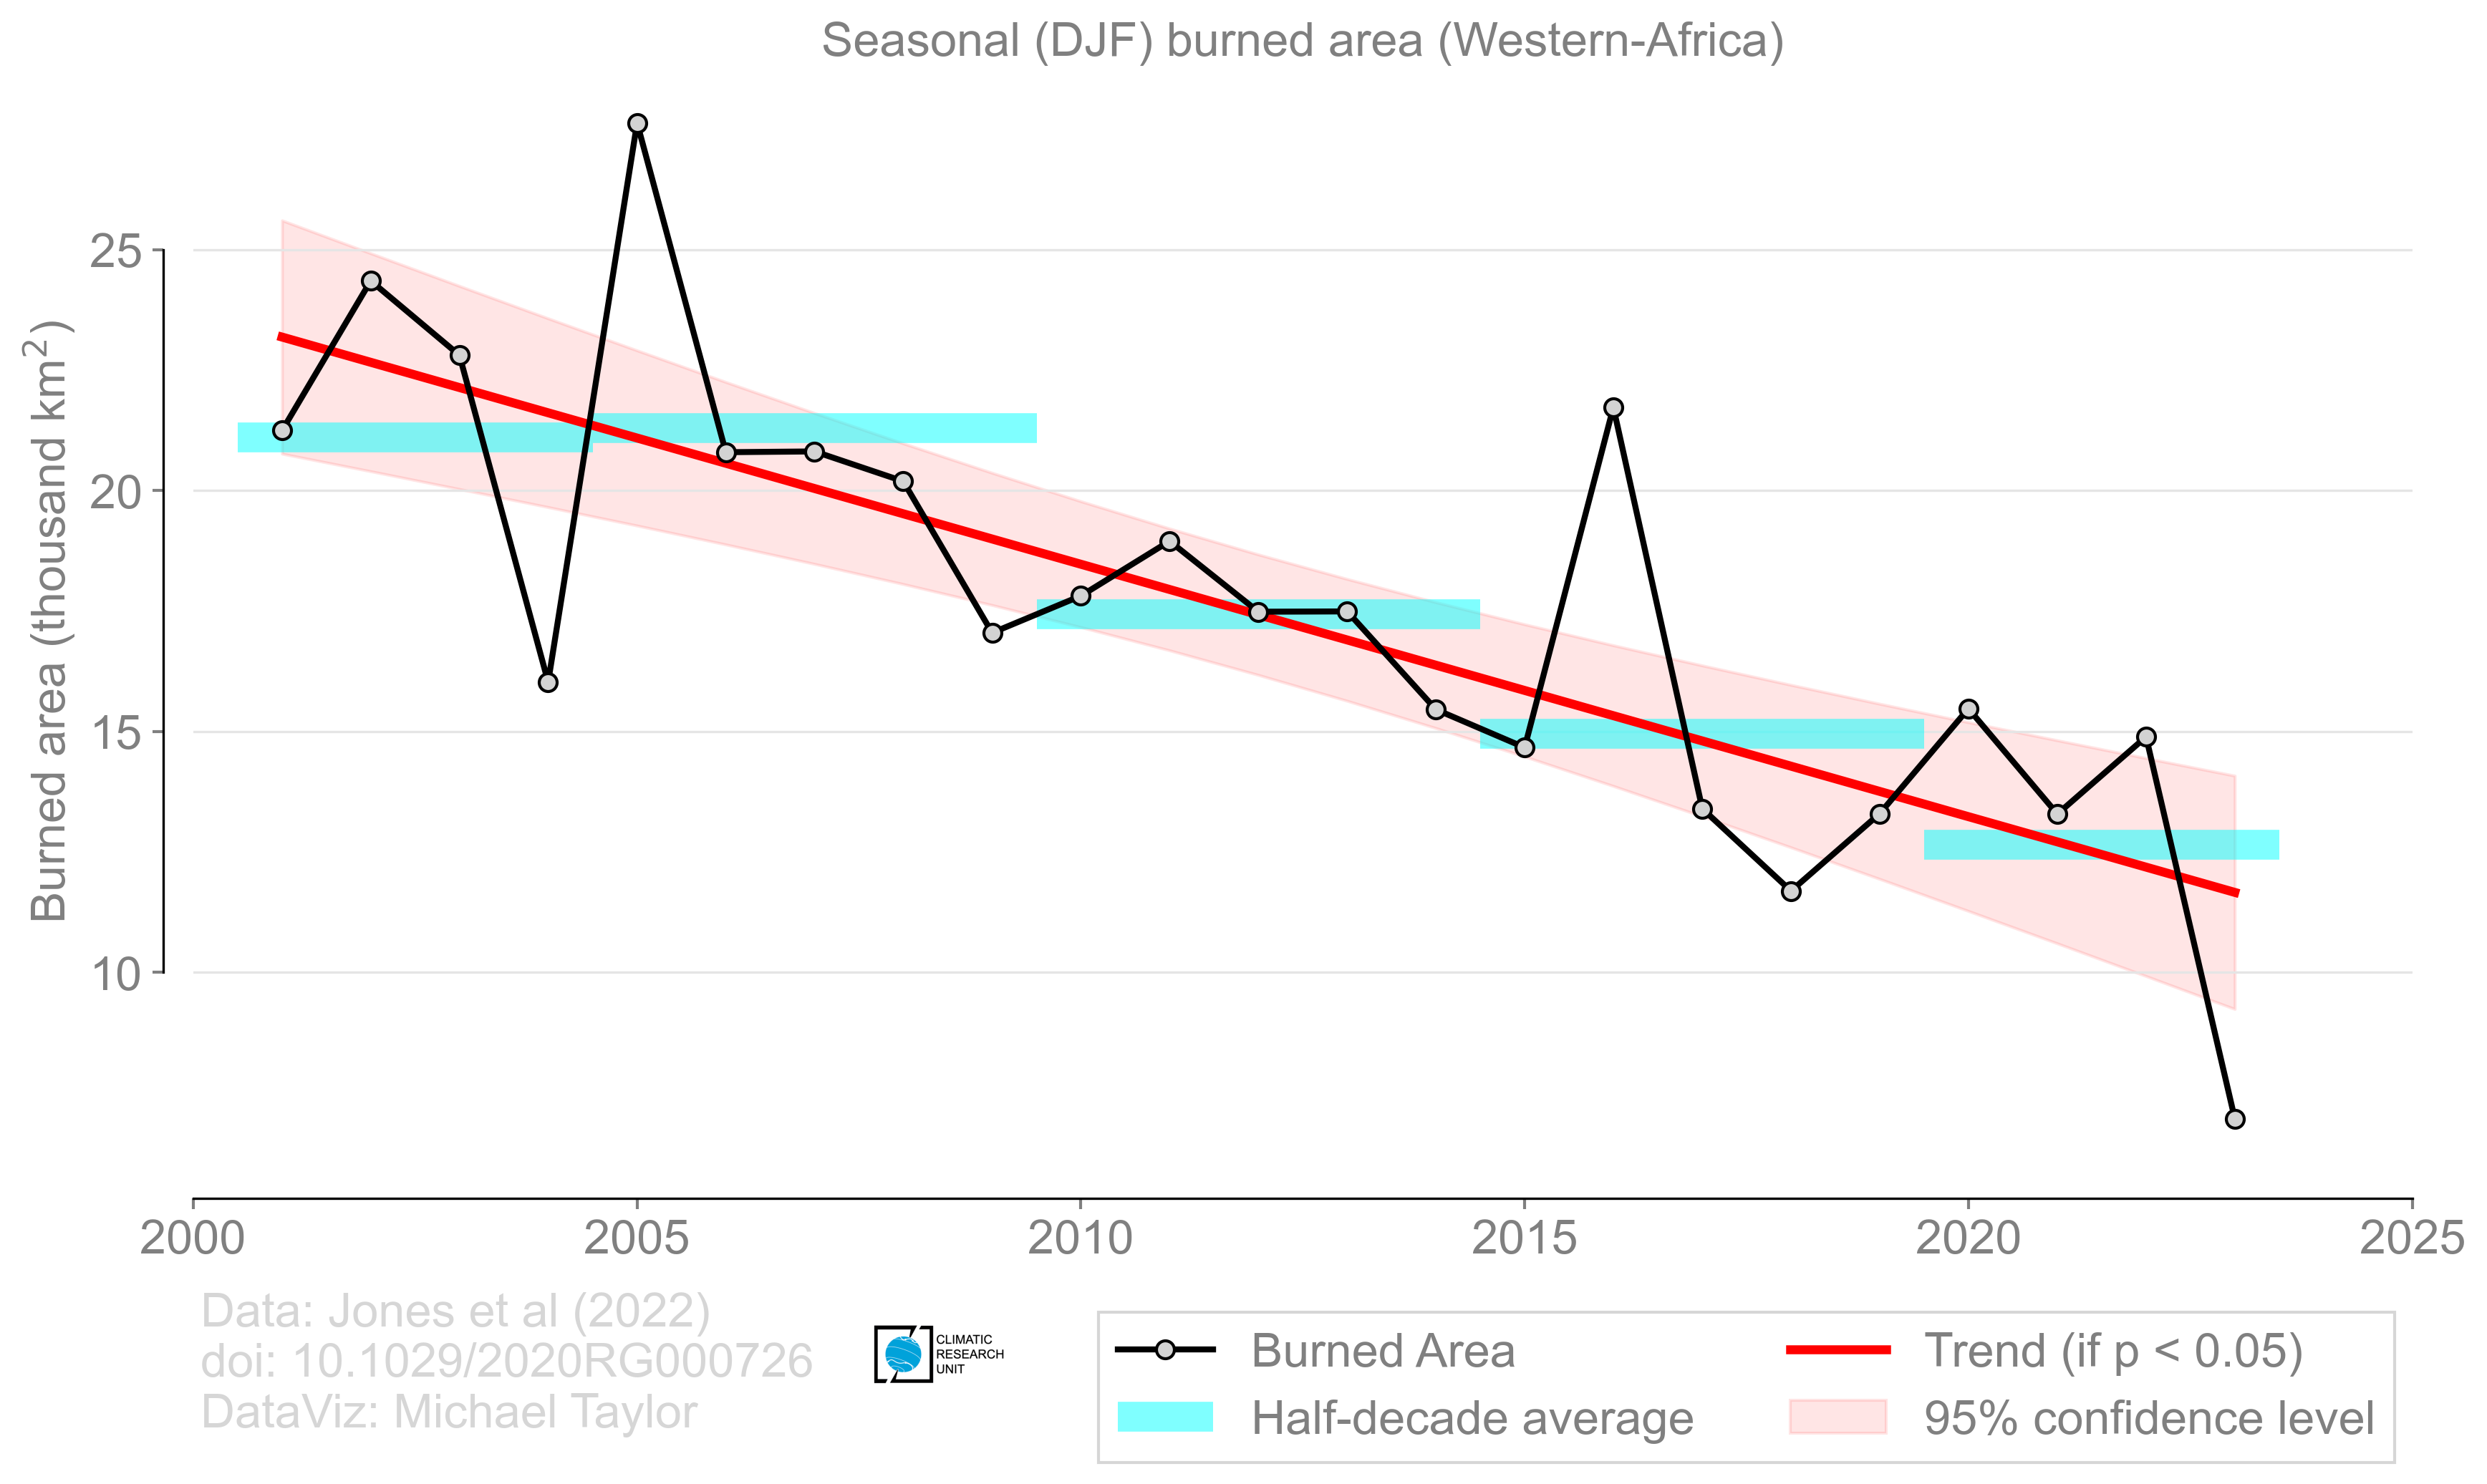 Seasonal (DJF) burned area (Western-Africa)
Burned area (thousand km²)
25
20
15
10
2000 2005 2010 2015 2020 2025
Data: Jones et al (2022)
doi: 10.1029/2020RG000726
DataViz: Michael Taylor
CLIMATIC
RESEARCH
UNIT
Burned Area
Half-decade average
Trend (if p < 0.05)
95% confidence level